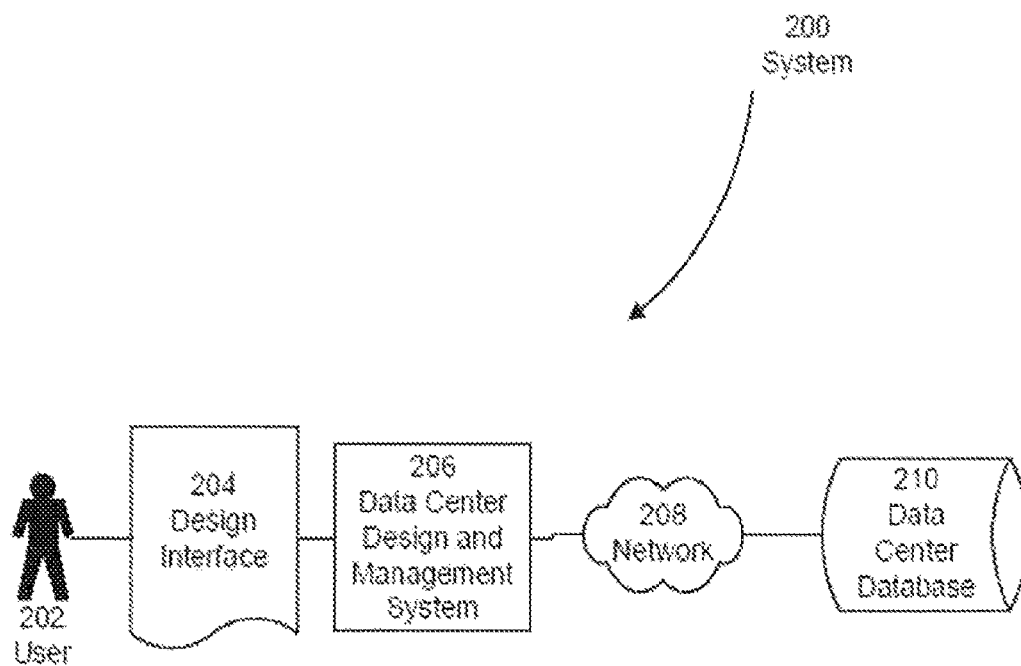 200
System
204
Design
Interface
206
Data Center
Design and
Management
System
208
Network
210
Data
Center
Database
202
User